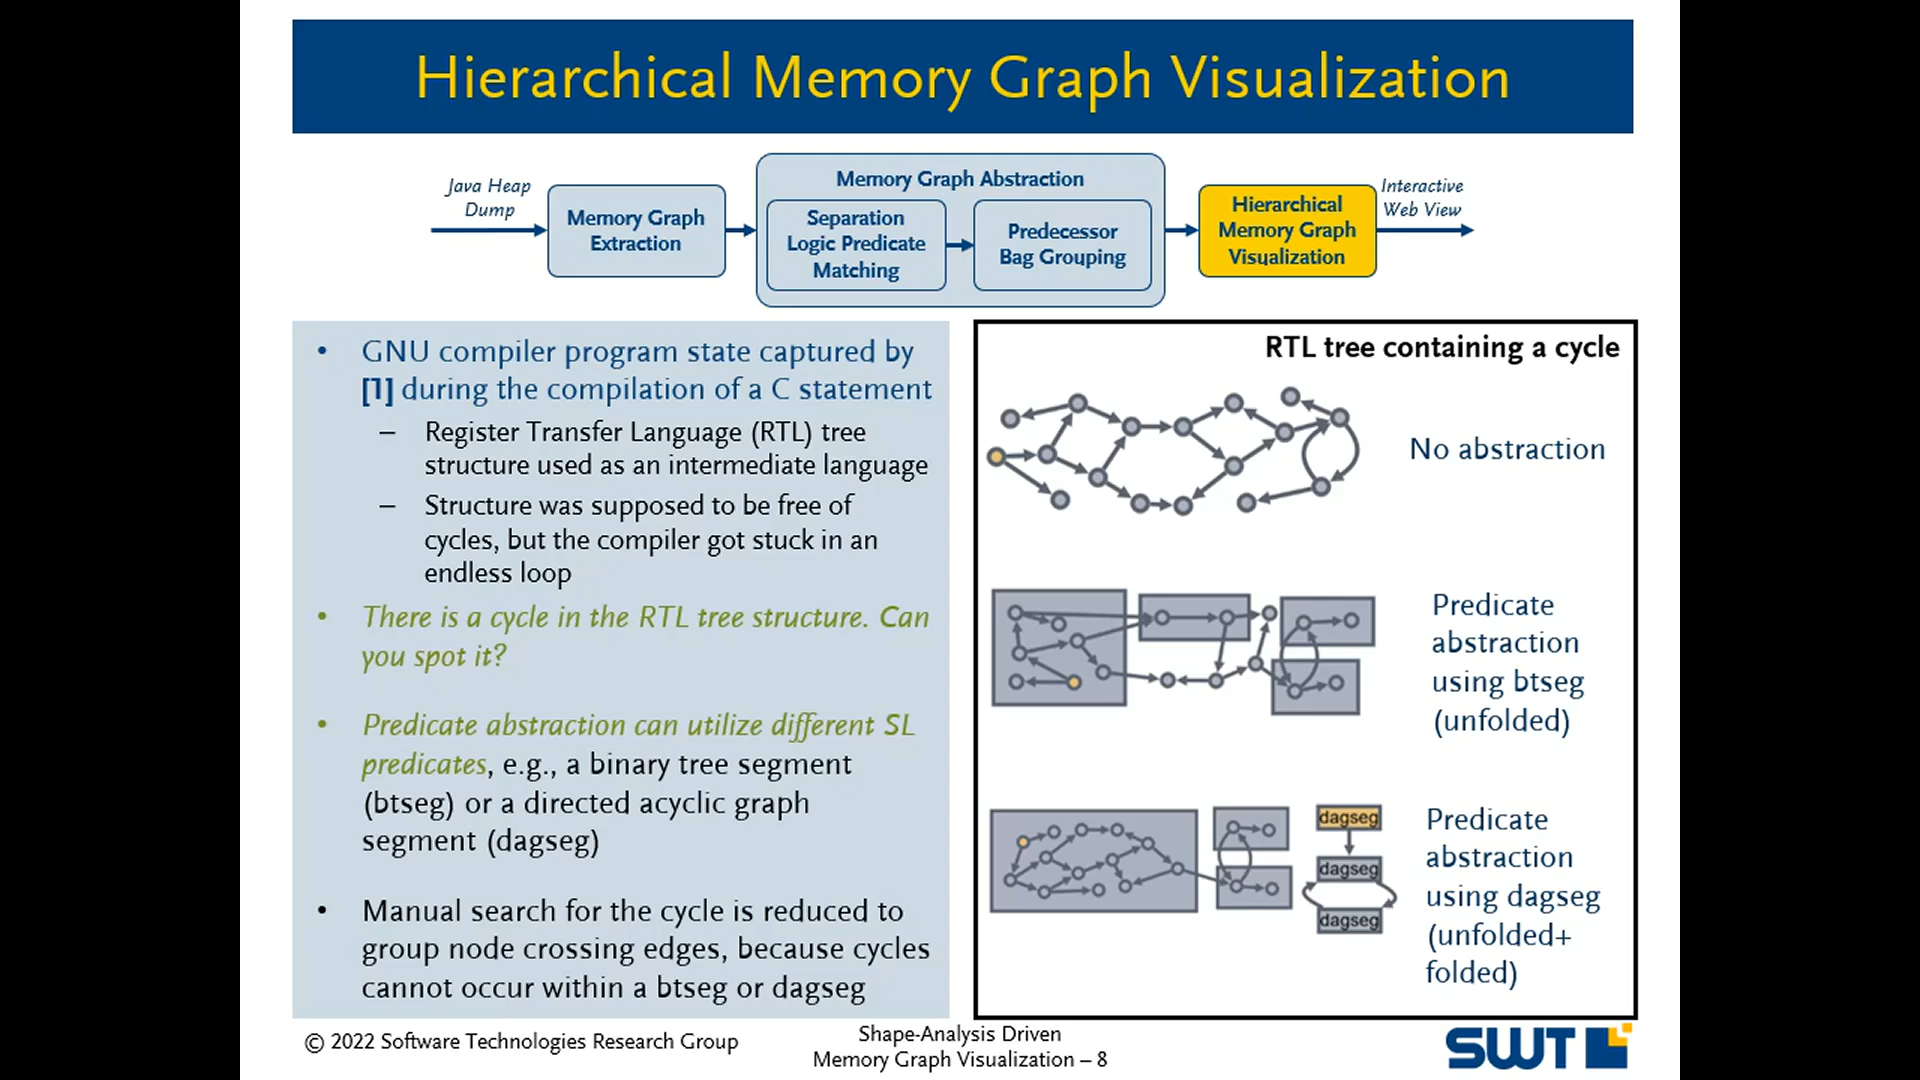 Hierarchical Memory Graph Visualization
Java Heap
Dump
Memory Graph
Extraction
Memory Graph Abstraction
Separation
Logic Predicate
Matching
Predecessor
Bag Grouping
Hierarchical
Memory Graph
Visualization
Interactive
Web View
• GNU compiler program state captured by
[1] during the compilation of a C statement
– Register Transfer Language (RTL) tree
structure used as an intermediate language
– Structure was supposed to be free of
cycles, but the compiler got stuck in an
endless loop
• There is a cycle in the RTL tree structure. Can
you spot it?
• Predicate abstraction can utilize different SL
predicates, e.g., a binary tree segment
(btseg) or a directed acyclic graph
segment (dagseg)
• Manual search for the cycle is reduced to
group node crossing edges, because cycles
cannot occur within a btseg or dagseg
RTL tree containing a cycle
No abstraction
Predicate
abstraction
using btseg
(unfolded)
dagseg
dagseg
dagseg
Predicate
abstraction
using dagseg
(unfolded+
folded)
© 2022 Software Technologies Research Group
Shape-Analysis Driven
Memory Graph Visualization – 8
SWT